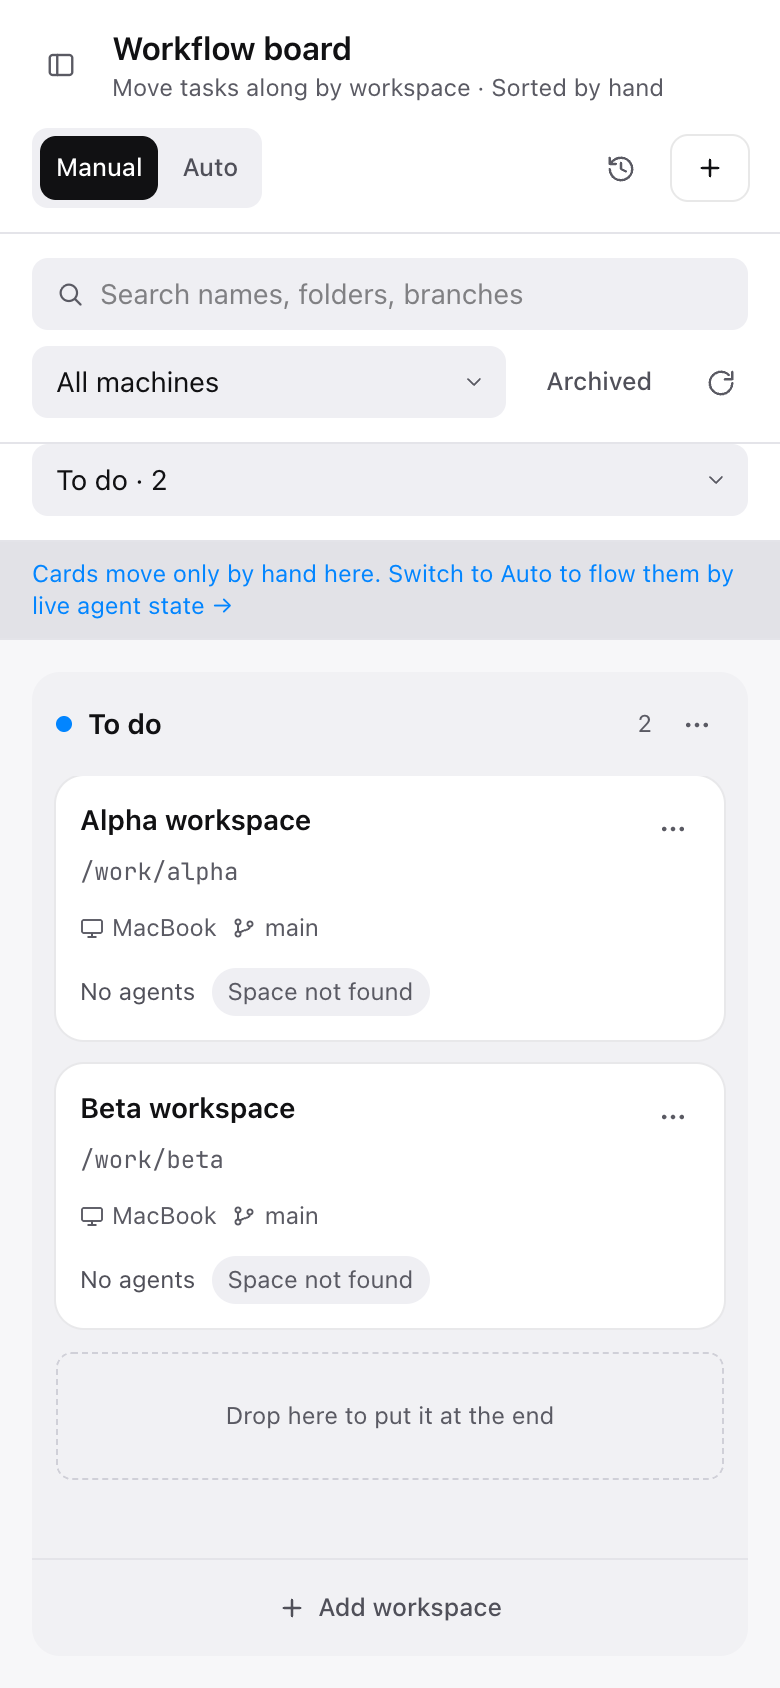 Workflow board
Move tasks along by workspace · Sorted by hand
Manual
Auto
Search names, folders, branches
All machines
Archived
To do · 2
Cards move only by hand here. Switch to Auto to flow them by
live agent state →
To do
2
Alpha workspace
/work/alpha
MacBook
main
No agents
Space not found
Beta workspace
/work/beta
MacBook
main
No agents
Space not found
Drop here to put it at the end
+ Add workspace